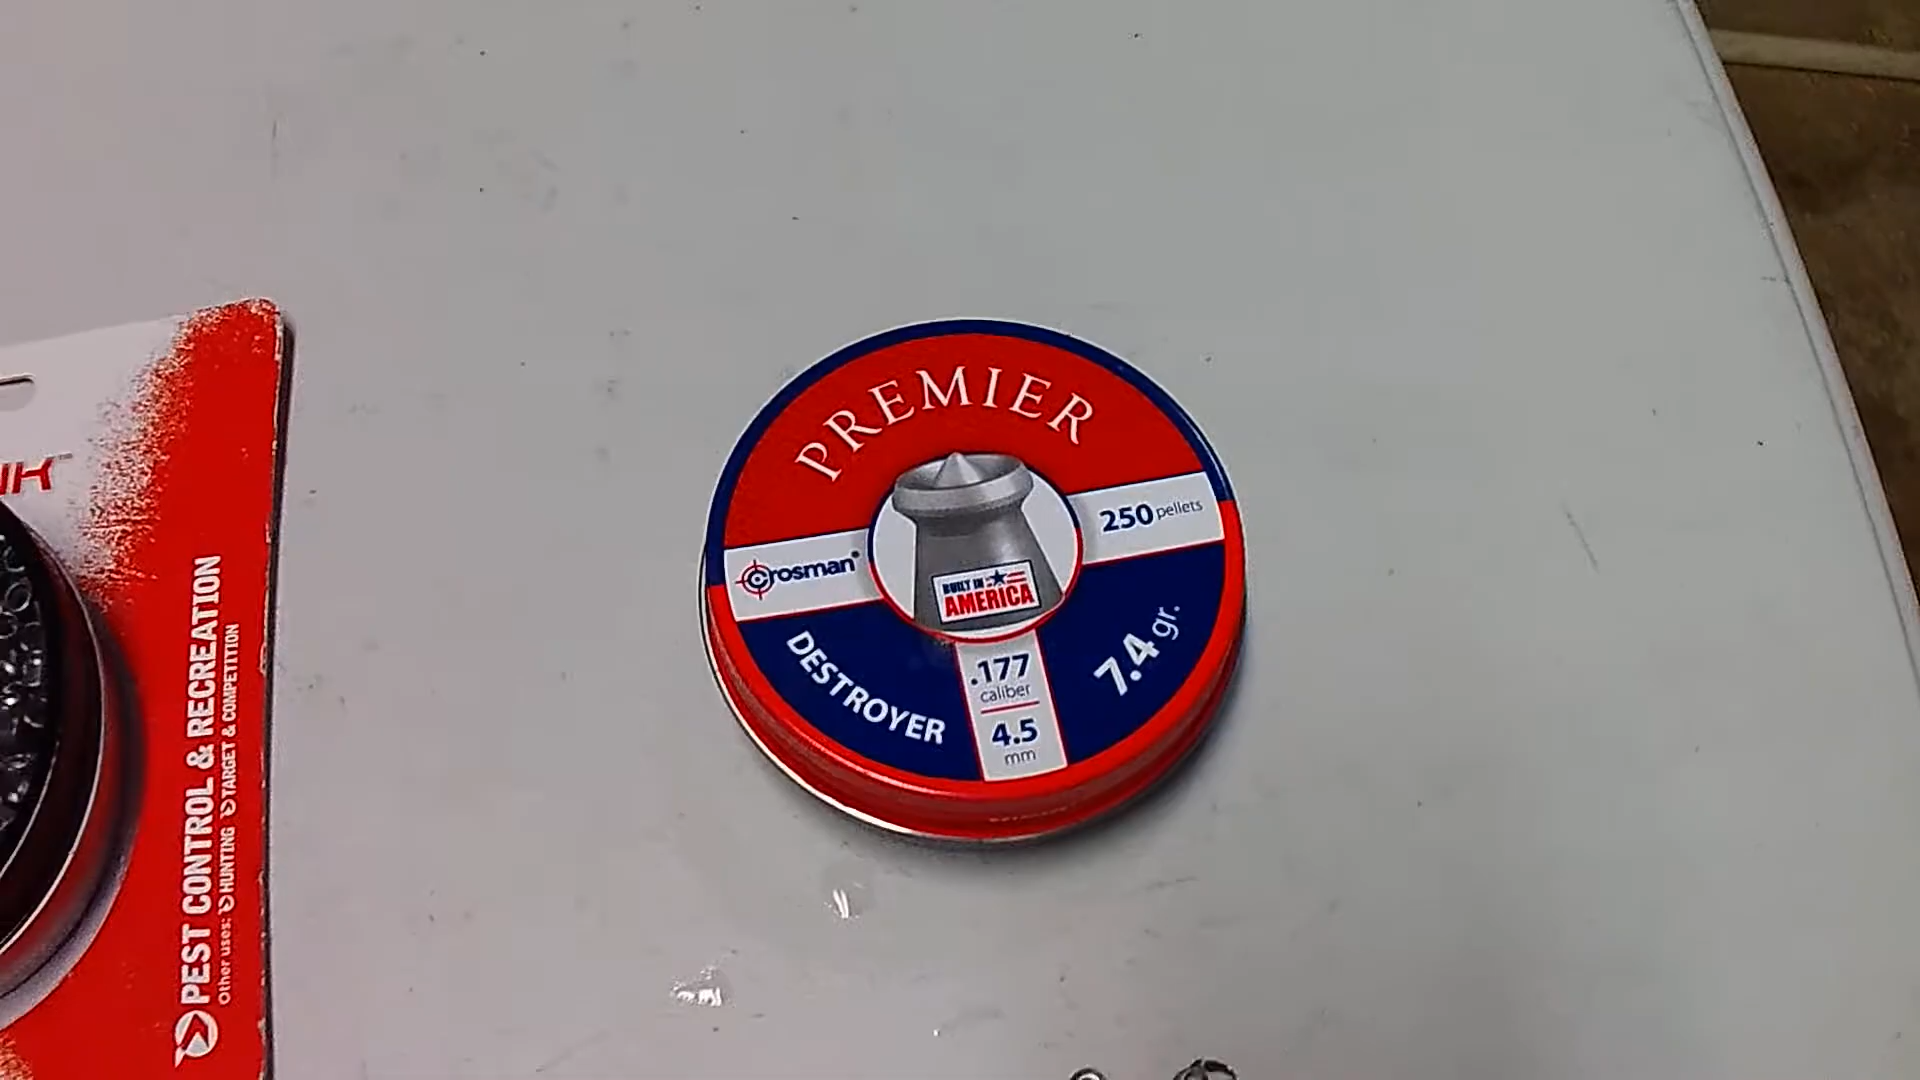 PREMIER
crosman
250 pellets
BUILT IN
AMERICA
DESTROYER
.177
caliber
4.5
mm
7.4 gr.
PEST CONTROL & RECREATION
Other uses: HUNTING TARGET & COMPETITION